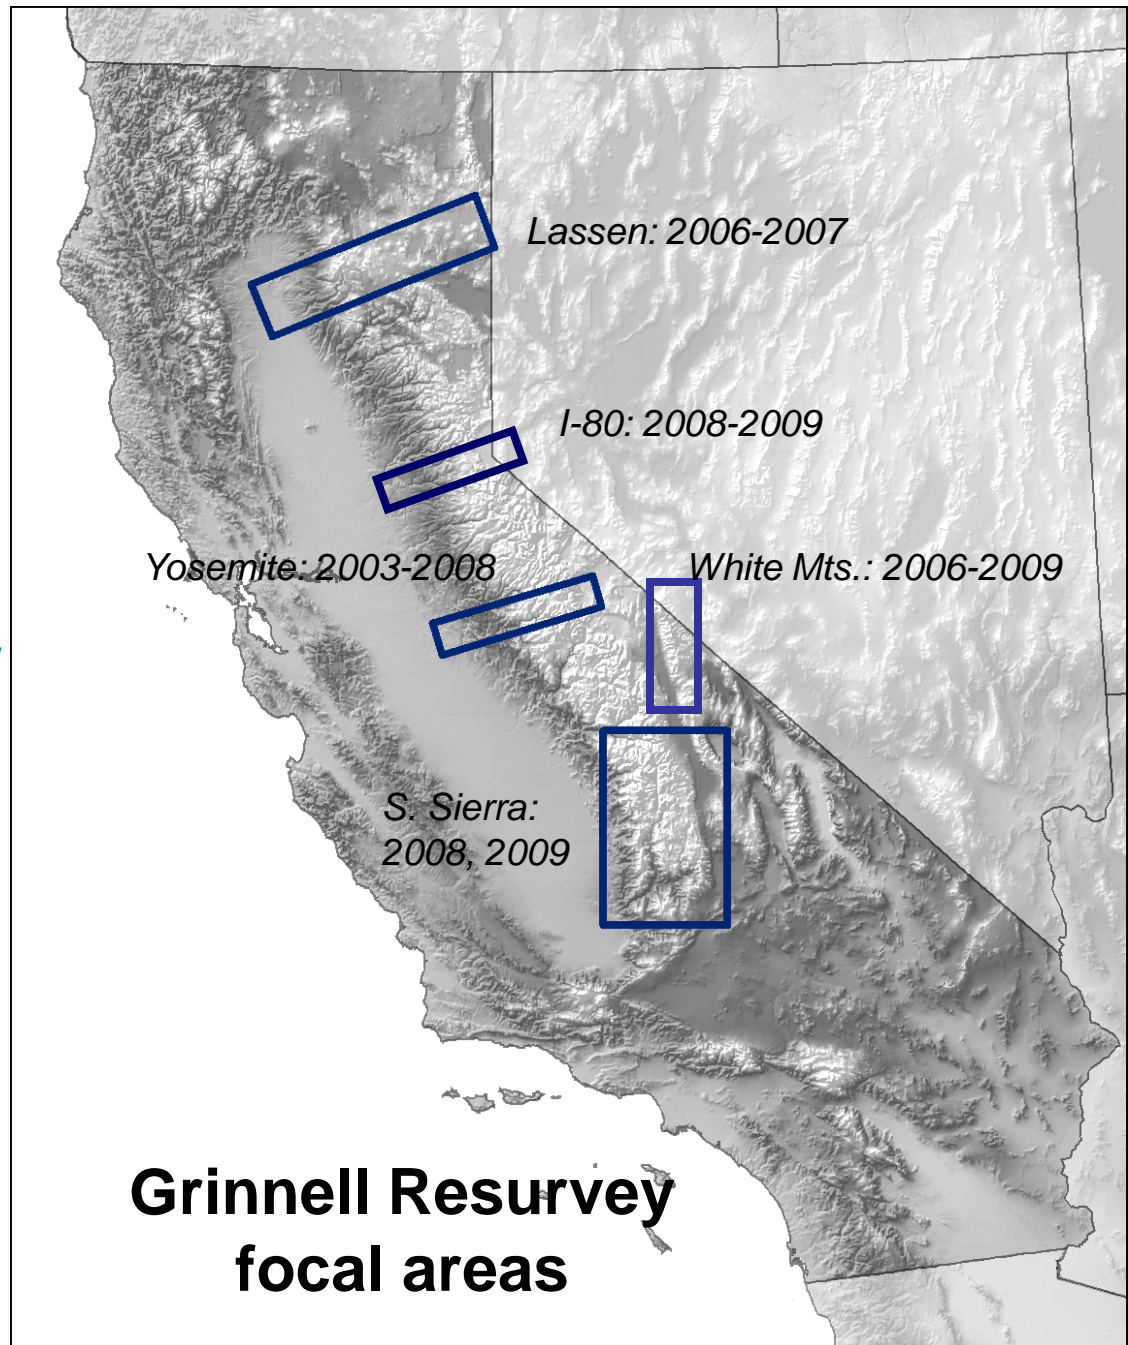 Lassen: 2006-2007
I-80: 2008-2009
Yosemite: 2003-2008
White Mts.: 2006-2009
S. Sierra:
2008, 2009
Grinnell Resurvey
focal areas